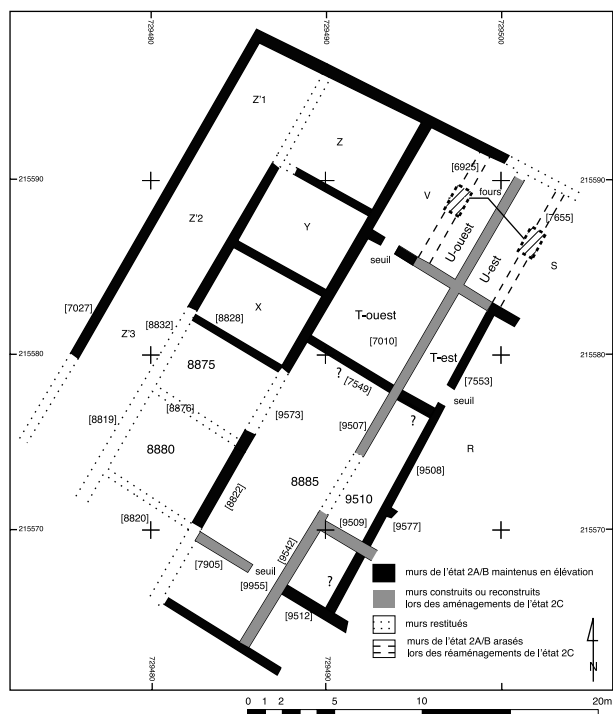 729480
729490
729500
Z'1
Z
[6925]
215590
V
fours
215590
[7655]
Z'2
Y
U-ouest
U-est
seuil
S
[7027]
[8832]
[8828]
X
T-ouest
Z'3
[7010]
215580
8875
T-est
215580
?
[7549]
[7553]
[8819]
[8876]
[9573]
[9507]
?
seuil
8880
R
8885
[9508]
[8822]
9510
[8820]
[9509]
[9577]
215570
215570
[7905]
seuil
[9542]
[9955]
?
[9512]
murs de l'état 2A/B maintenus en élévation
murs construits ou reconstruits
lors des aménagements de l'état 2C
murs restitués
murs de l'état 2A/B arasés
lors des réaménagements de l'état 2C
N
729480
729490
0 1 2 5 10 20m